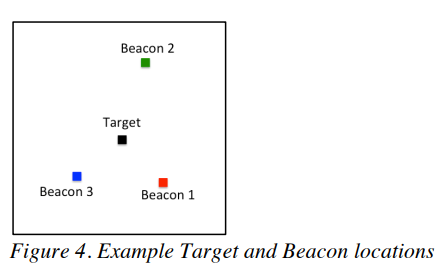 Beacon 2
Target
Beacon 3
Beacon 1
Figure 4. Example Target and Beacon locations